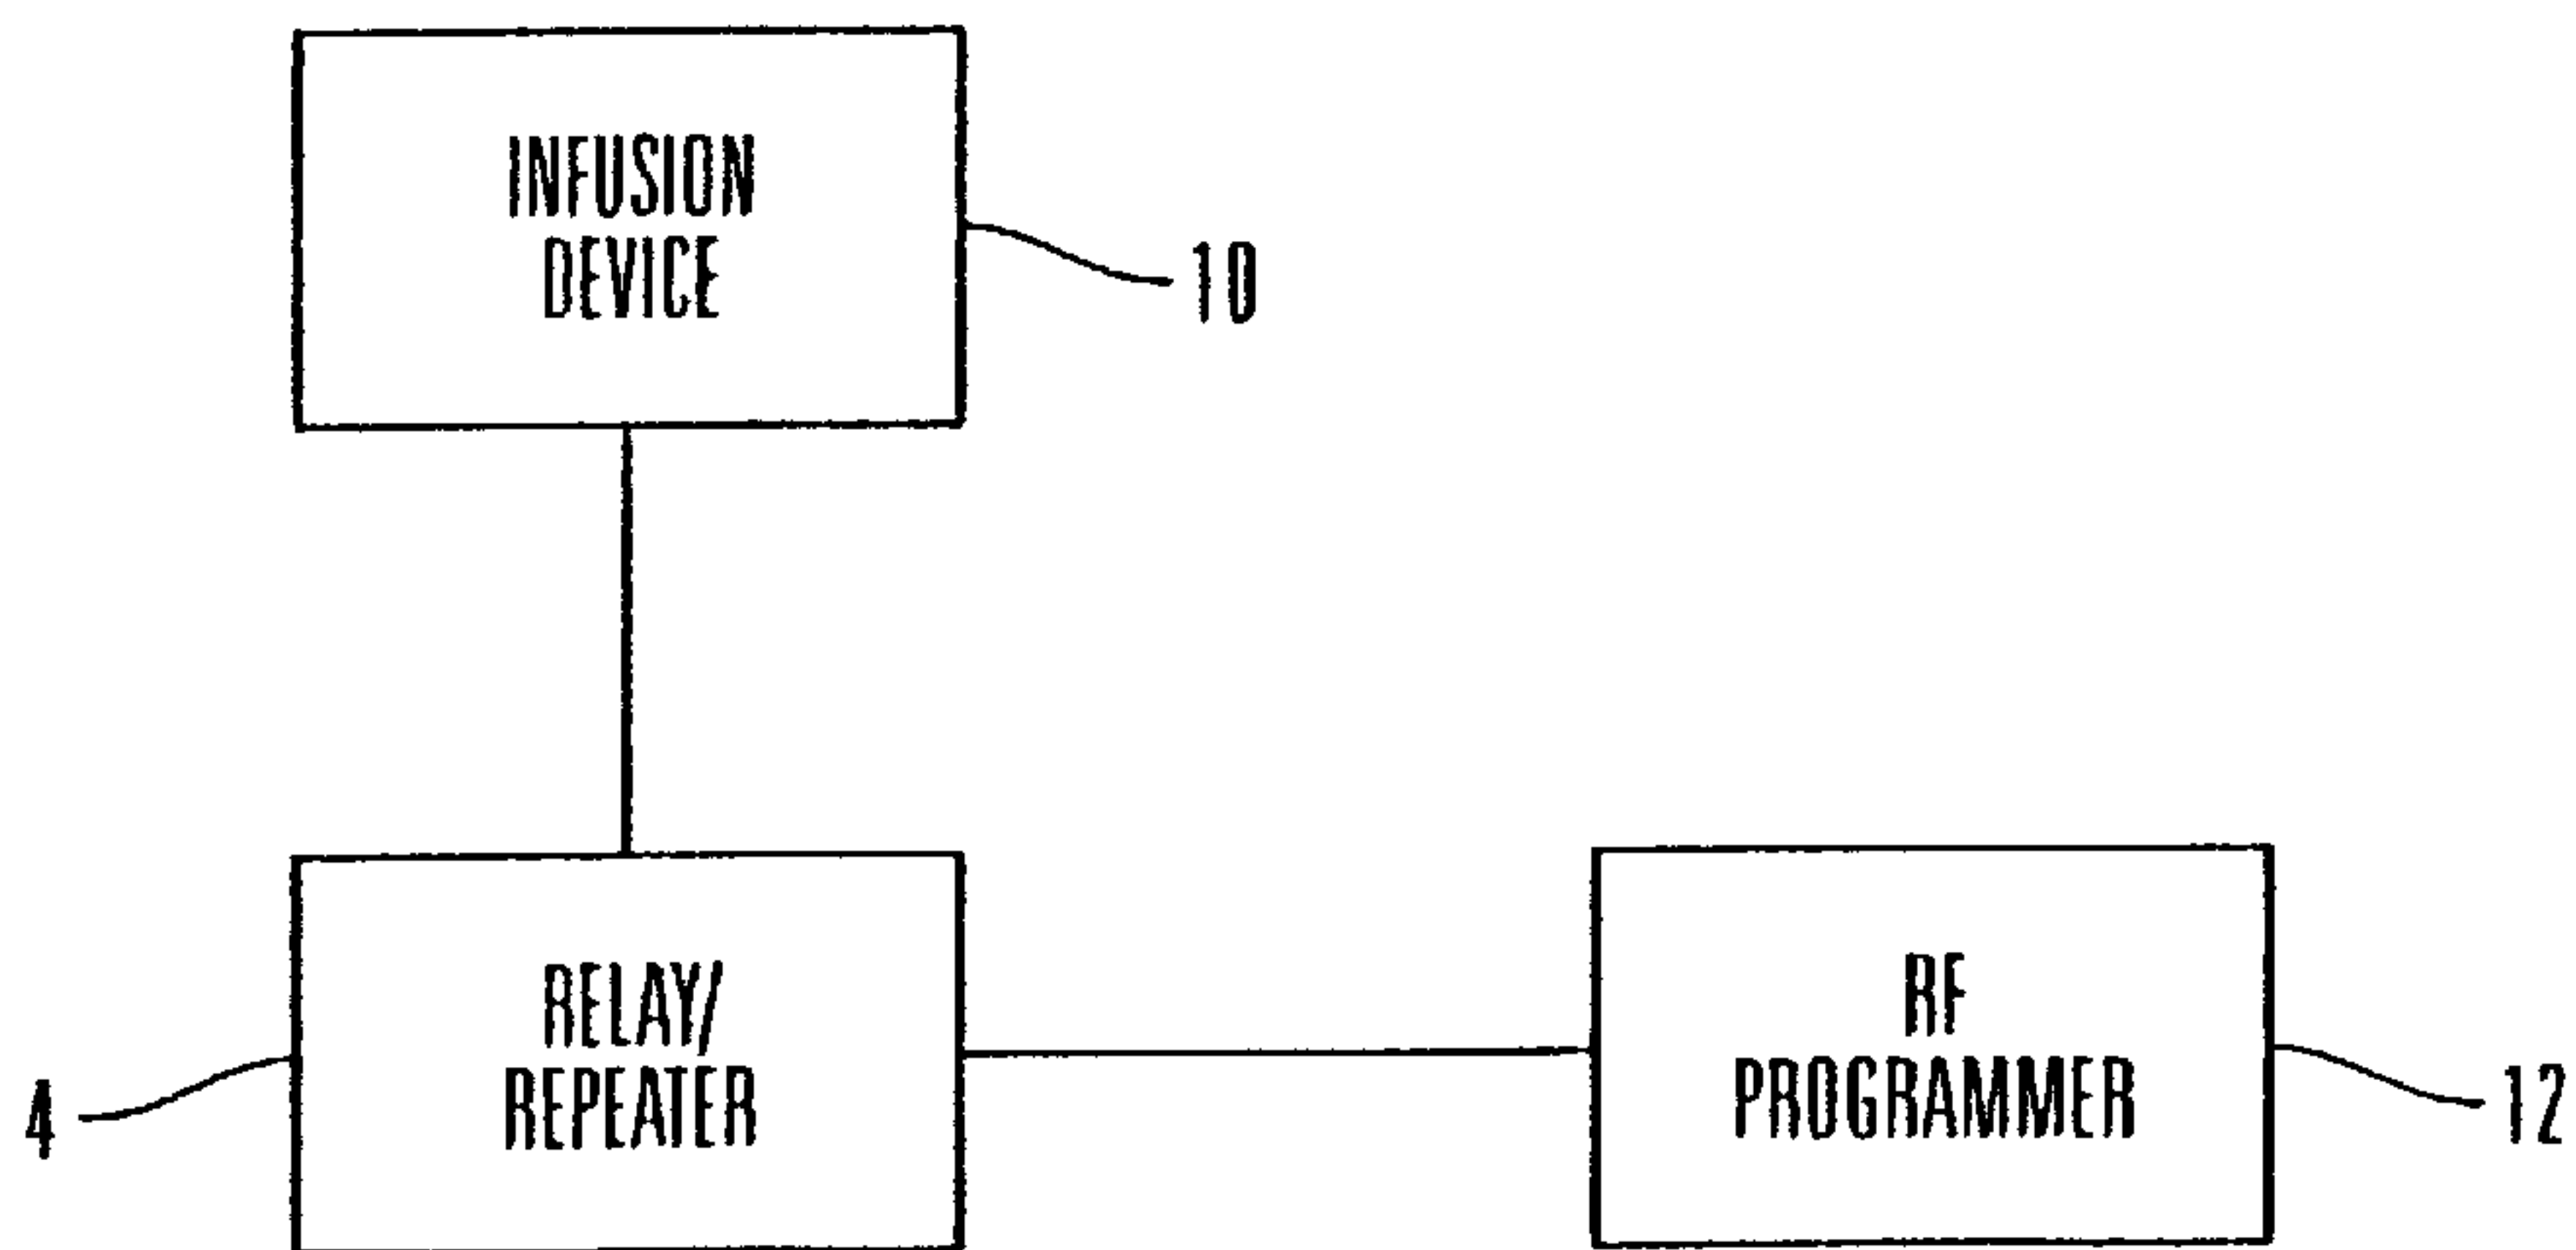 INFUSION
DEVICE
10
RELAY/
REPEATER
4
RF
PROGRAMMER
12